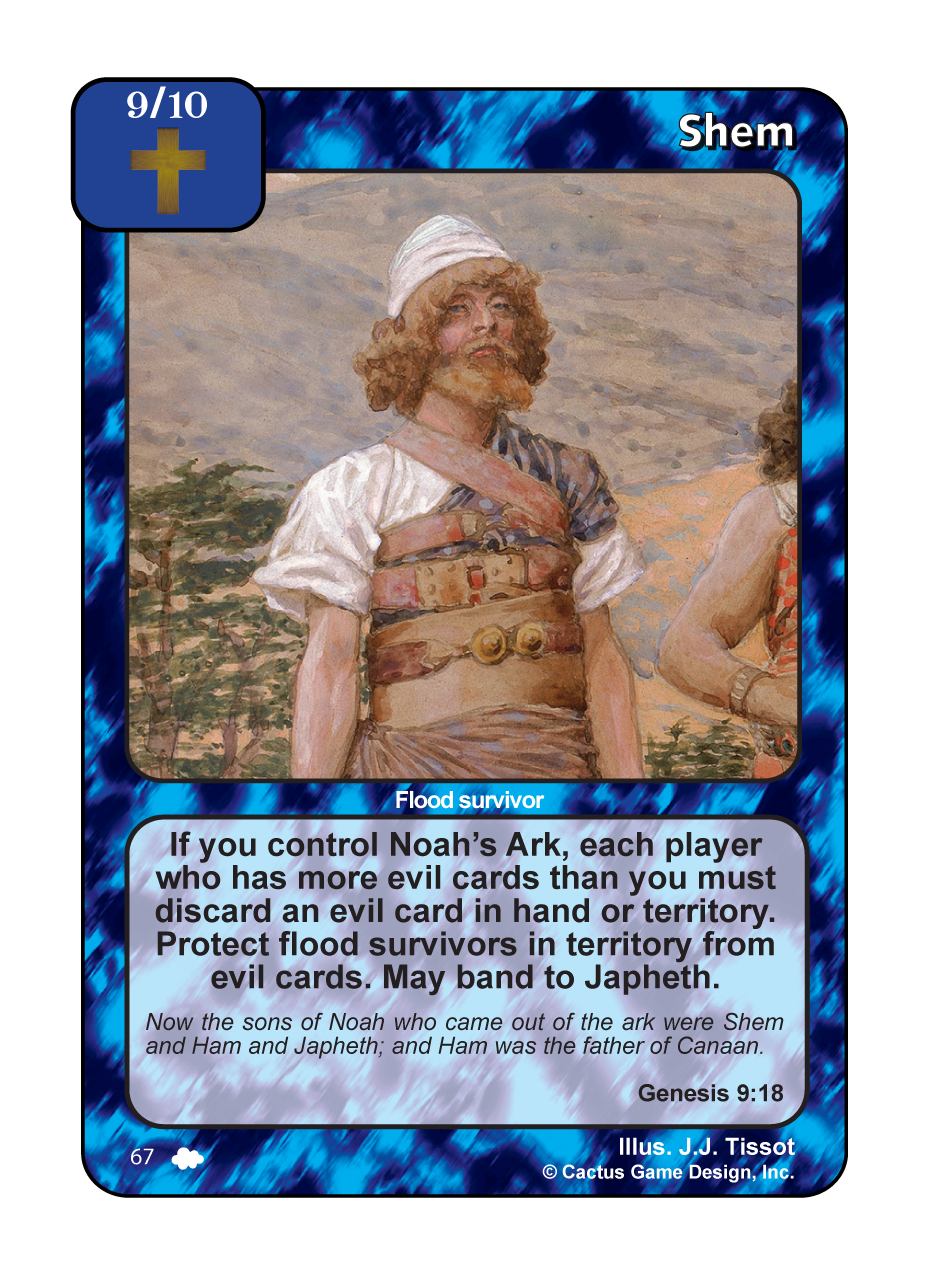 9/10
Shem
Flood survivor
If you control Noah's Ark, each player
who has more evil cards than you must
discard an evil card in hand or territory.
Protect flood survivors in territory from
evil cards. May band to Japheth.
Now the sons of Noah who came out of the ark were Shem
and Ham and Japheth; and Ham was the father of Canaan.
Genesis 9:18
67
Illus. J.J. Tissot
© Cactus Game Design, Inc.